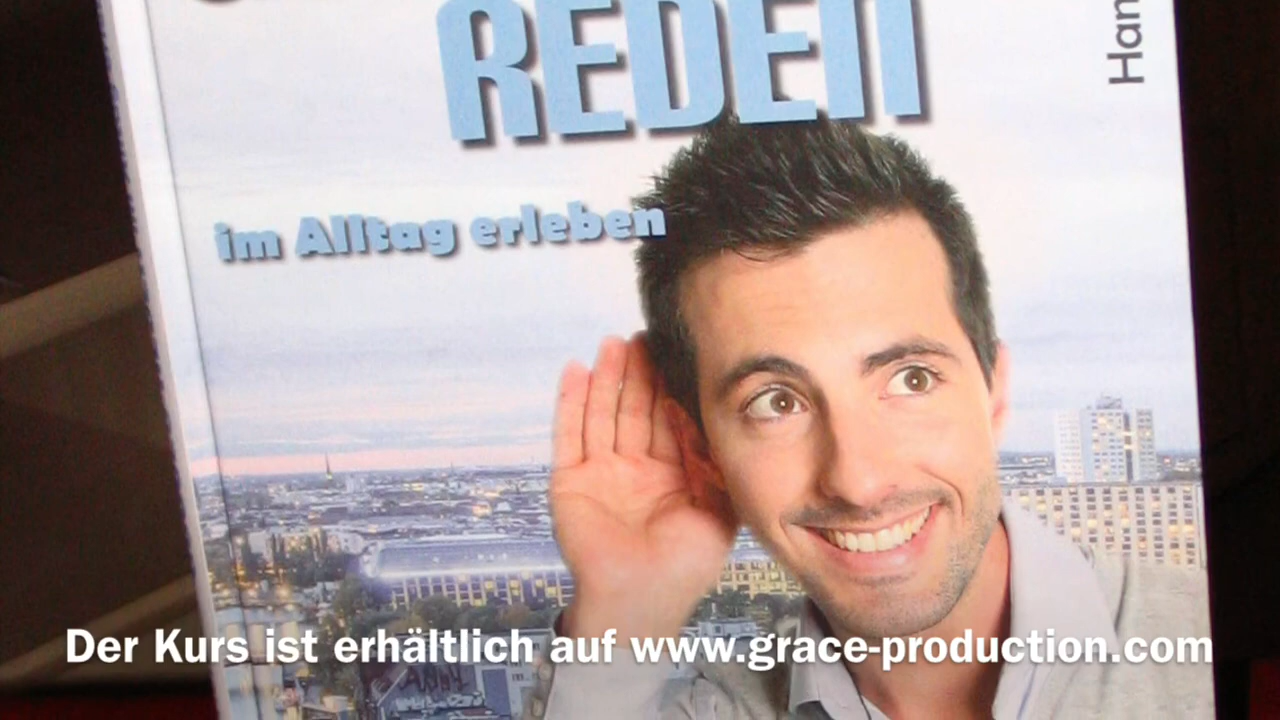 REDEN
Han
im Alltag erleben
Der Kurs ist erhältlich auf www.grace-production.com